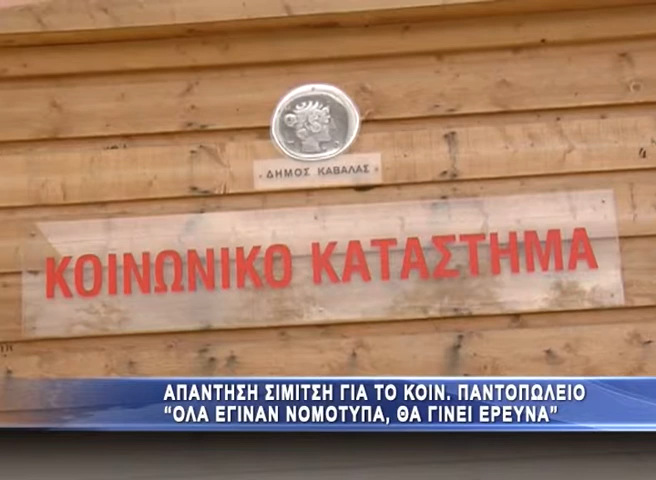 • ΔΗΜΟΣ ΚΑΒΑΛΑΣ •
ΚΟΙΝΩΝΙΚΟ ΚΑΤΑΣΤΗΜΑ
ΑΠΑΝΤΗΣΗ ΣΙΜΙΤΣΗ ΓΙΑ ΤΟ ΚΟΙΝ. ΠΑΝΤΟΠΩΛΕΙΟ
“ΟΛΑ ΕΓΙΝΑΝ ΝΟΜΟΤΥΠΑ, ΘΑ ΓΙΝΕΙ ΕΡΕΥΝΑ”